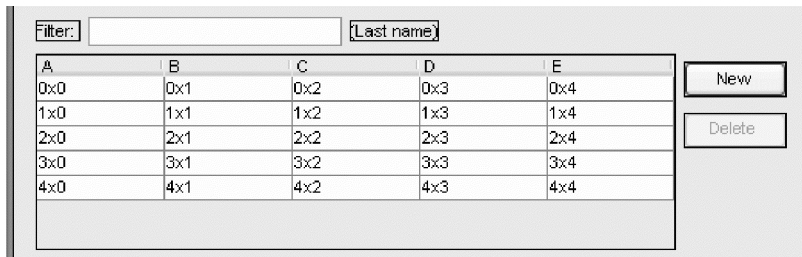 Filter: (Last name)
A B C D E
0x0 0x1 0x2 0x3 0x4
1x0 1x1 1x2 1x3 1x4
2x0 2x1 2x2 2x3 2x4
3x0 3x1 3x2 3x3 3x4
4x0 4x1 4x2 4x3 4x4
New
Delete